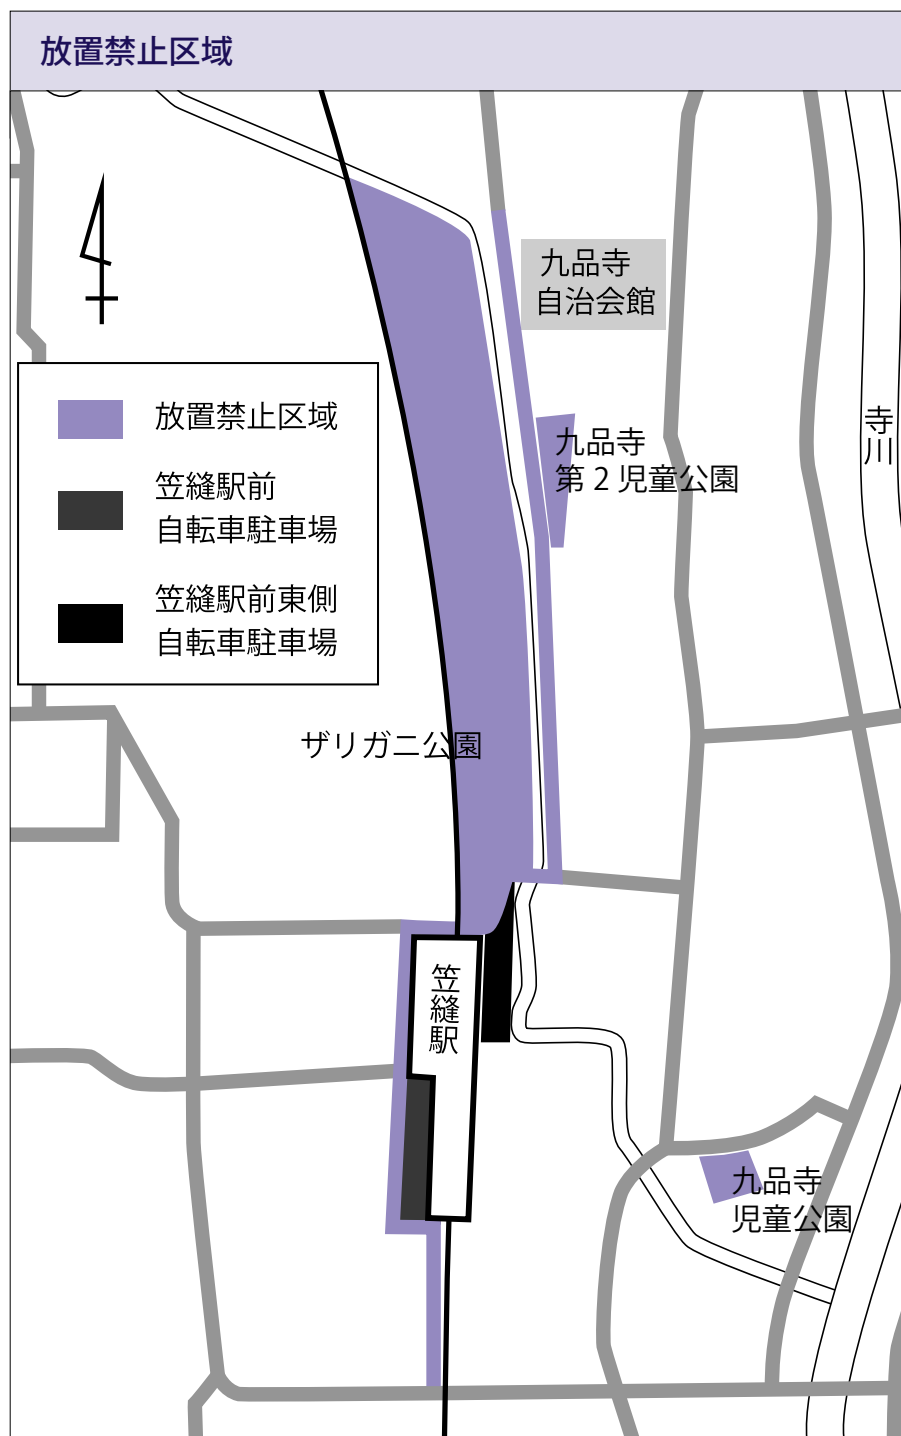 放置禁止区域
九品寺
自治会館
放置禁止区域
笠縫駅前
自転車駐車場
笠縫駅前東側
自転車駐車場
寺川
九品寺
第２児童公園
ザリガニ公園
笠縫駅
九品寺
児童公園